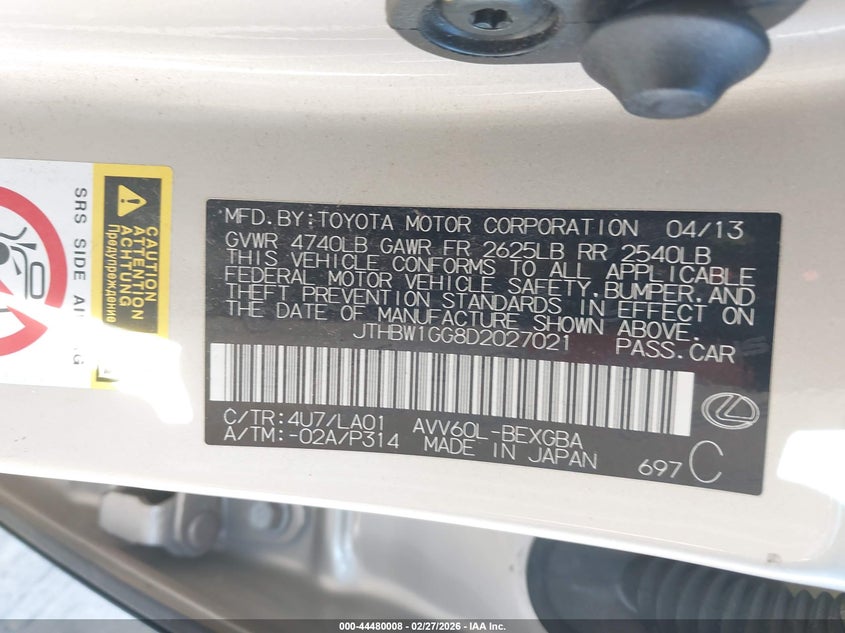 MFD.BY:TOYOTA MOTOR CORPORATION 04/13
GVWR 4740LB GAWR FR 2625LB RR 2540LB
THIS VEHICLE CONFORMS TO ALL APPLICABLE
FEDERAL MOTOR VEHICLE SAFETY,BUMPER,AND
THEFT PREVENTION STANDARDS IN EFFECT ON
THE DATE OF MANUFACTURE SHOWN ABOVE.
JTHBW1GG8D2027021 PASS.CAR
C/TR:4U7/LA01 AVV60L-BEXGBA
A/TM:-02A/P314 MADE IN JAPAN 697 C
CAUTION
ATTENTION
ACHTUNG
Предупреждение
SRS SIDE
000-44480008 - 02/27/2026 - IAA Inc.